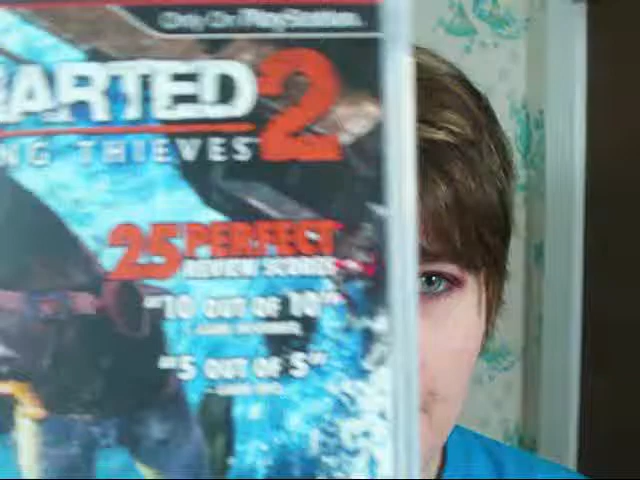 Only On PlayStation
ARTED 2
NG THIEVES
25 PERFECT
REVIEW SCORES
"10 OUT OF 10"
"5 OUT OF 5"